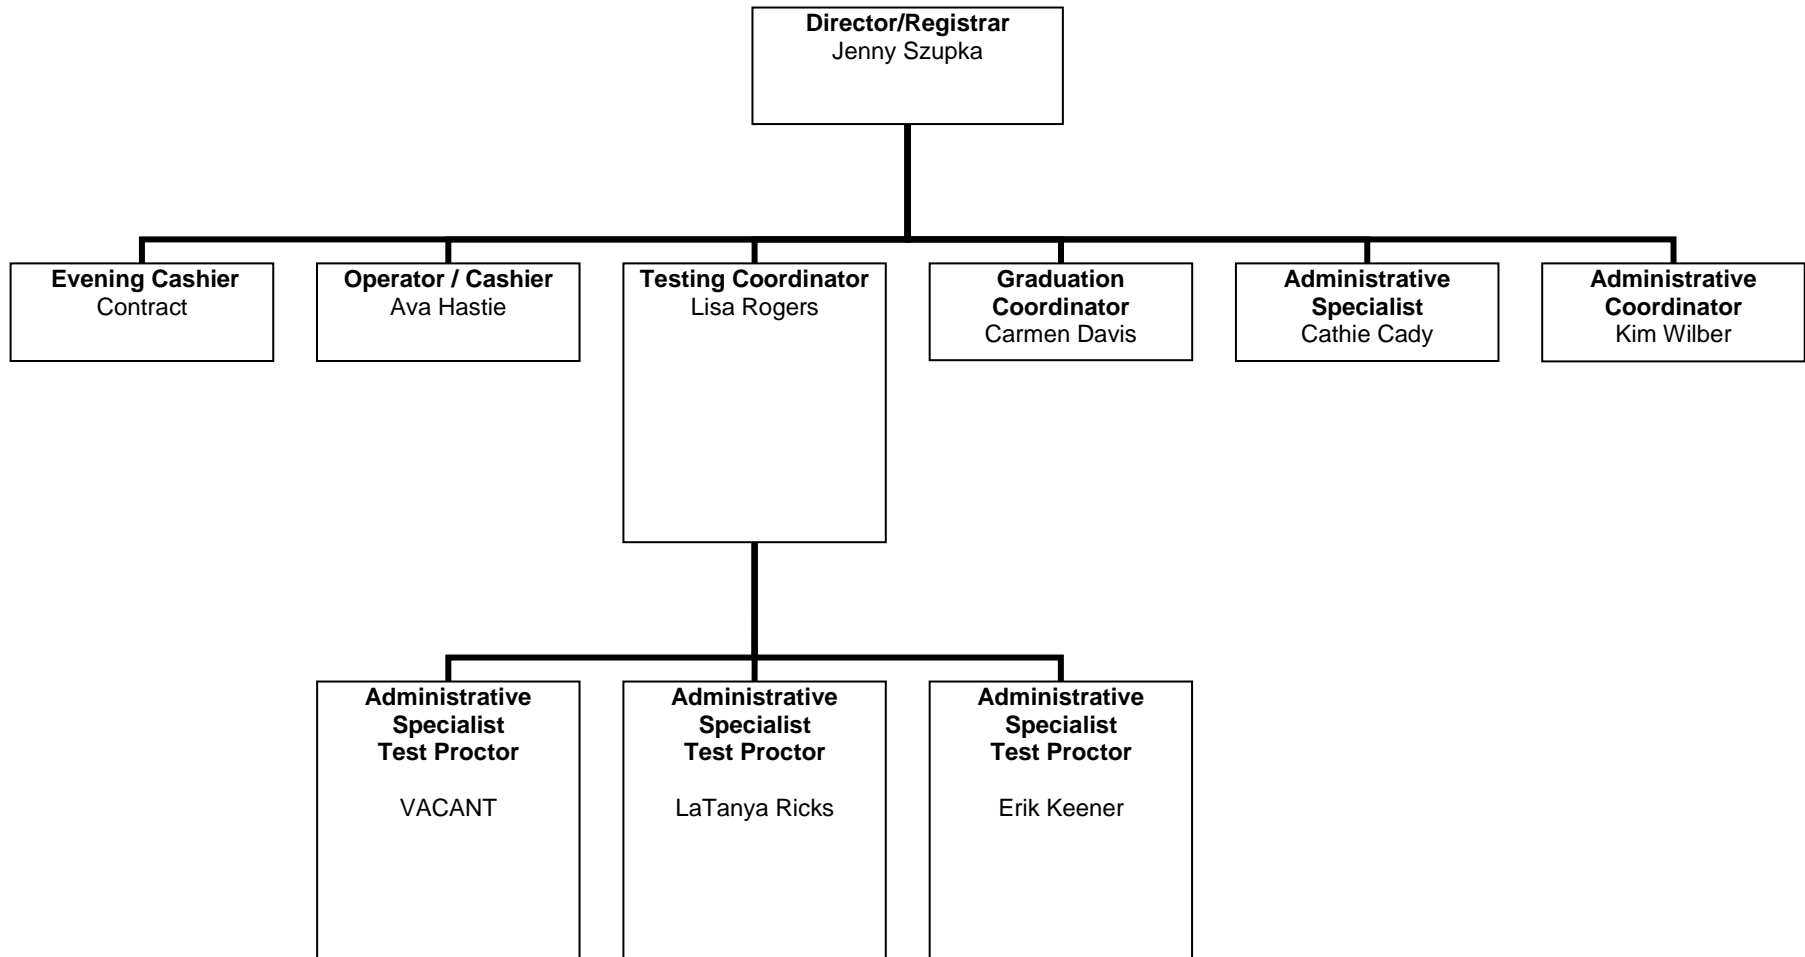 Director/Registrar
Jenny Szupka
Evening Cashier
Contract
Operator / Cashier
Ava Hastie
Testing Coordinator
Lisa Rogers
Graduation
Coordinator
Carmen Davis
Administrative
Specialist
Cathie Cady
Administrative
Coordinator
Kim Wilber
Administrative
Specialist
Test Proctor
VACANT
Administrative
Specialist
Test Proctor
LaTanya Ricks
Administrative
Specialist
Test Proctor
Erik Keener